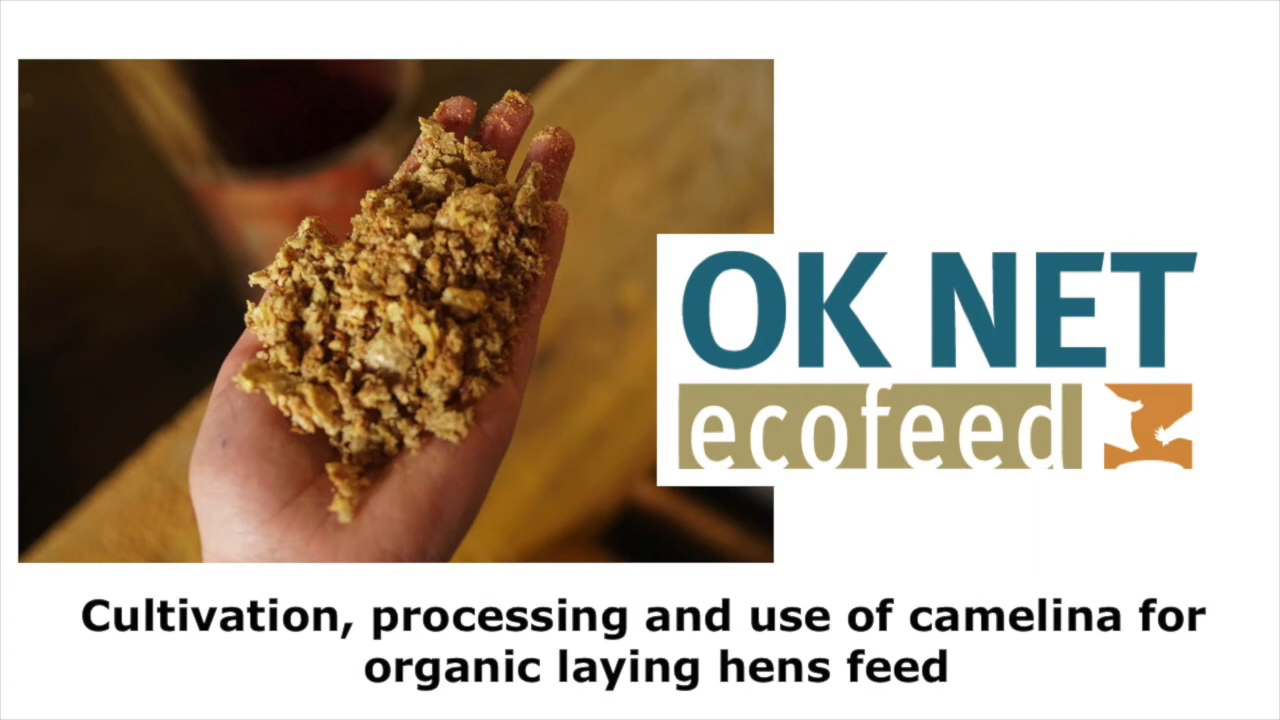 OK NET
ecofeed
Cultivation, processing and use of camelina for
organic laying hens feed